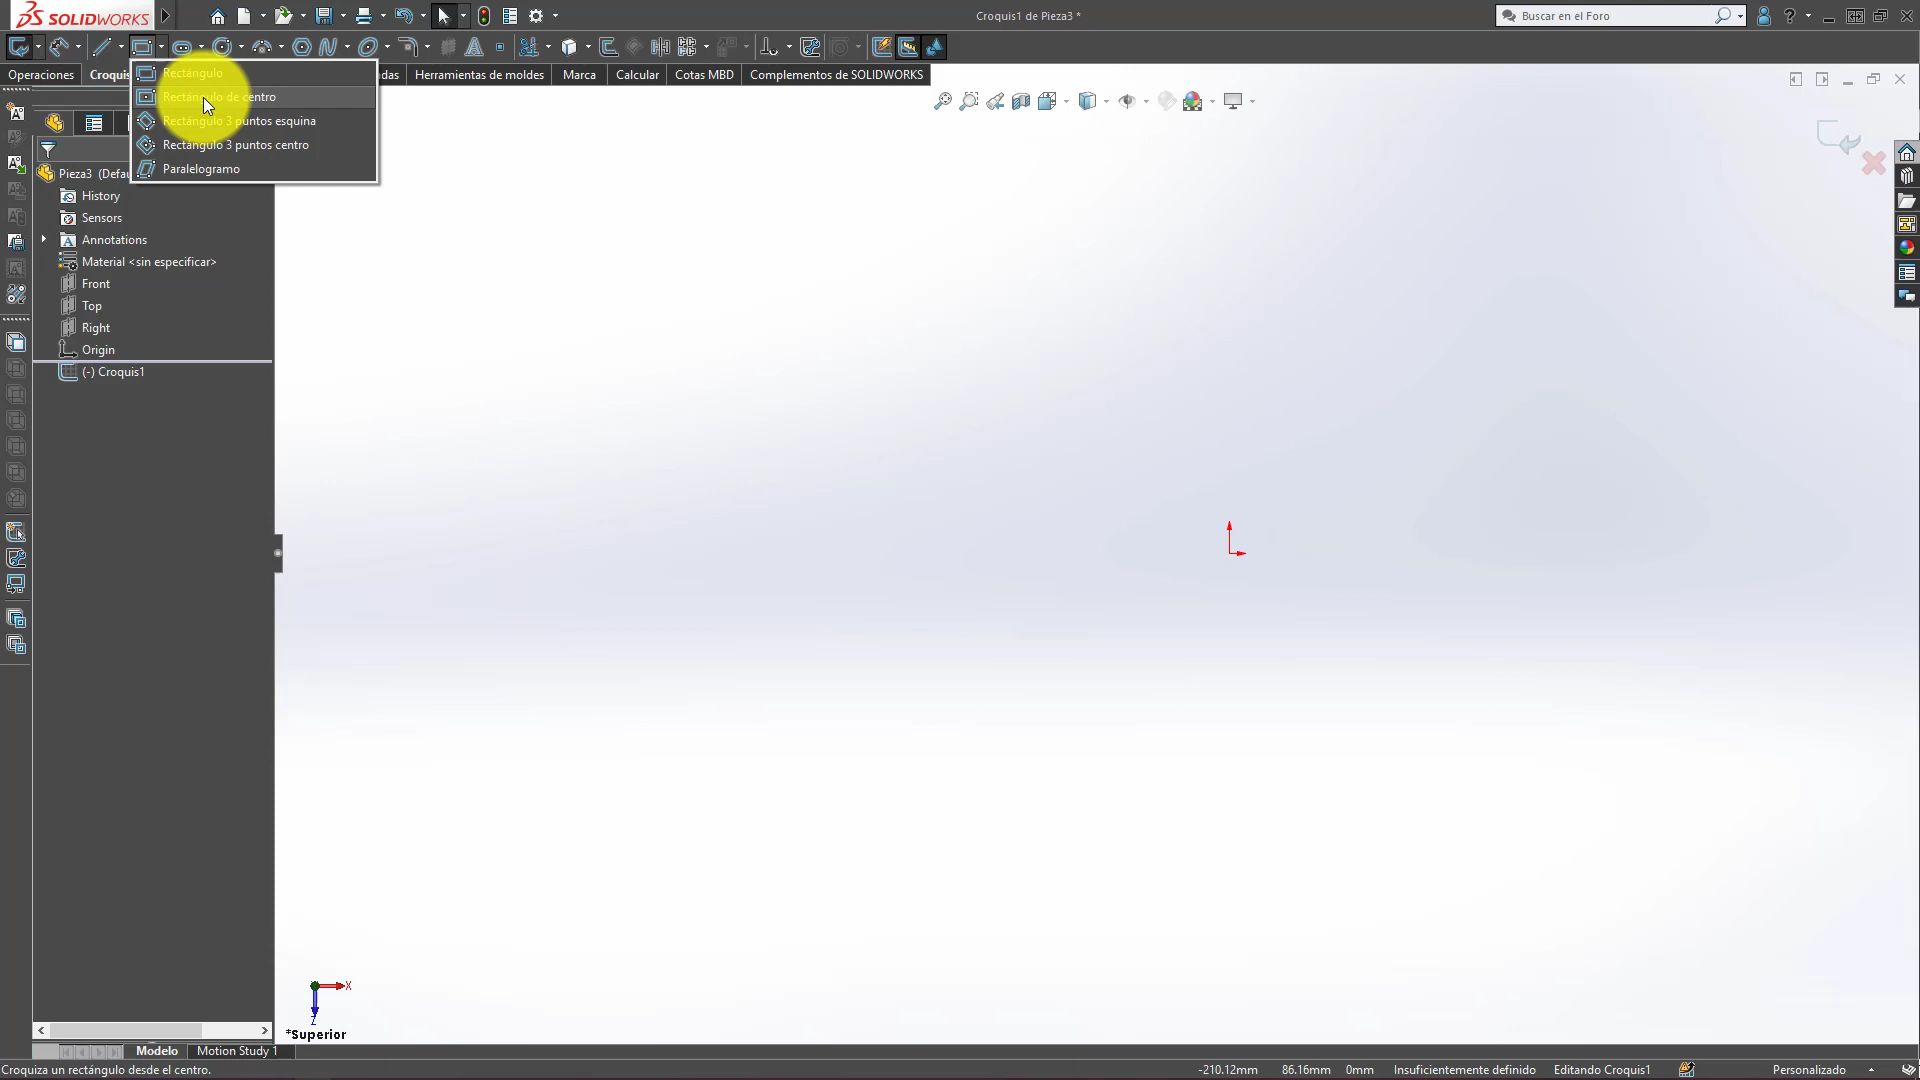 SOLIDWORKS
Croquis1 de Pieza3 *
Buscar en el Foro
Operaciones
Croquis
das
Herramientas de moldes
Marca
Calcular
Cotas MBD
Complementos de SOLIDWORKS
Rectángulo
Rectángulo de centro
Rectángulo 3 puntos esquina
Rectángulo 3 puntos centro
Paralelogramo
Pieza3 (Defau
History
Sensors
Annotations
Material <sin especificar>
Front
Top
Right
Origin
(-) Croquis1
X
Z
*Superior
Modelo
Motion Study 1
Croquiza un rectángulo desde el centro.
-210.12mm
86.16mm
0mm
Insuficientemente definido
Editando Croquis1
Personalizado